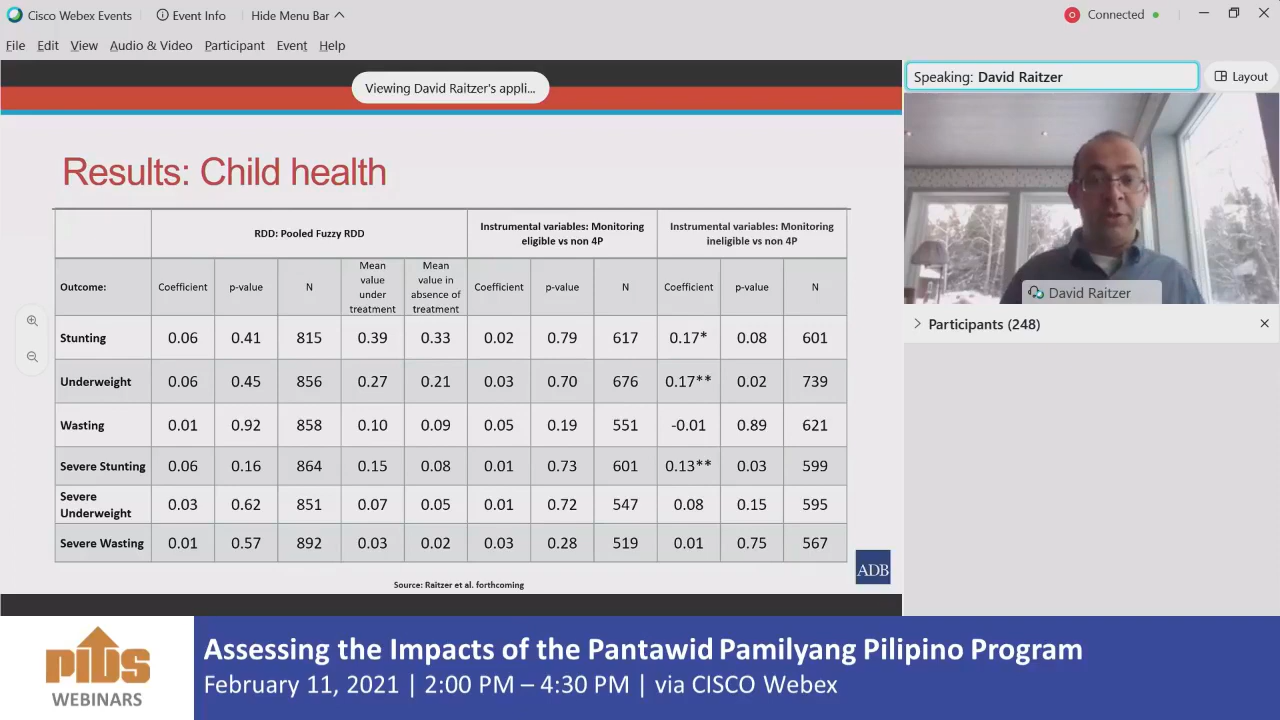 Cisco Webex Events
Event Info
Hide Menu Bar
Connected
File Edit View Audio & Video Participant Event Help
Viewing David Raitzer's appli...
Speaking: David Raitzer
Layout
Results: Child health
RDD: Pooled Fuzzy RDD
Instrumental variables: Monitoring
eligible vs non 4P
Instrumental variables: Monitoring
ineligible vs non 4P
Outcome: Coefficient p-value N Mean value under treatment Mean value in absence of treatment Coefficient p-value N Coefficient p-value N
Stunting 0.06 0.41 815 0.39 0.33 0.02 0.79 617 0.17* 0.08 601
Underweight 0.06 0.45 856 0.27 0.21 0.03 0.70 676 0.17** 0.02 739
Wasting 0.01 0.92 858 0.10 0.09 0.05 0.19 551 -0.01 0.89 621
Severe Stunting 0.06 0.16 864 0.15 0.08 0.01 0.73 601 0.13** 0.03 599
Severe Underweight 0.03 0.62 851 0.07 0.05 0.01 0.72 547 0.08 0.15 595
Severe Wasting 0.01 0.57 892 0.03 0.02 0.03 0.28 519 0.01 0.75 567
Source: Raitzer et al. forthcoming
ADB
David Raitzer
Participants (248)
PIDS
WEBINARS
Assessing the Impacts of the Pantawid Pamilyang Pilipino Program
February 11, 2021 | 2:00 PM – 4:30 PM | via CISCO Webex